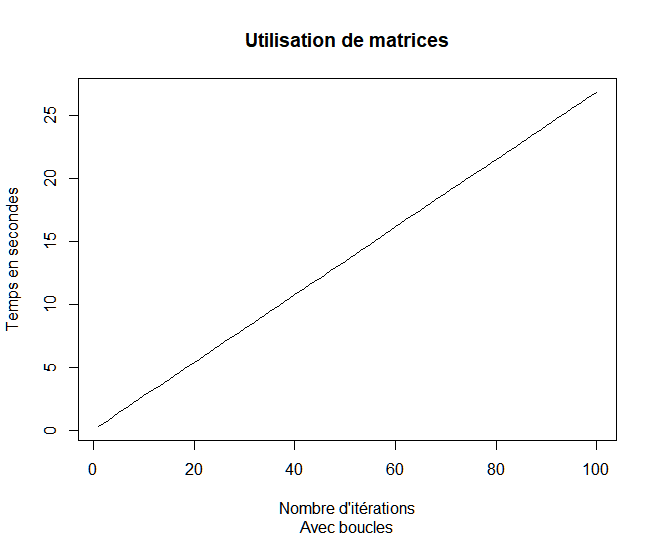 Utilisation de matrices
Temps en secondes
25
20
15
10
5
0
0 20 40 60 80 100
Nombre d'itérations
Avec boucles